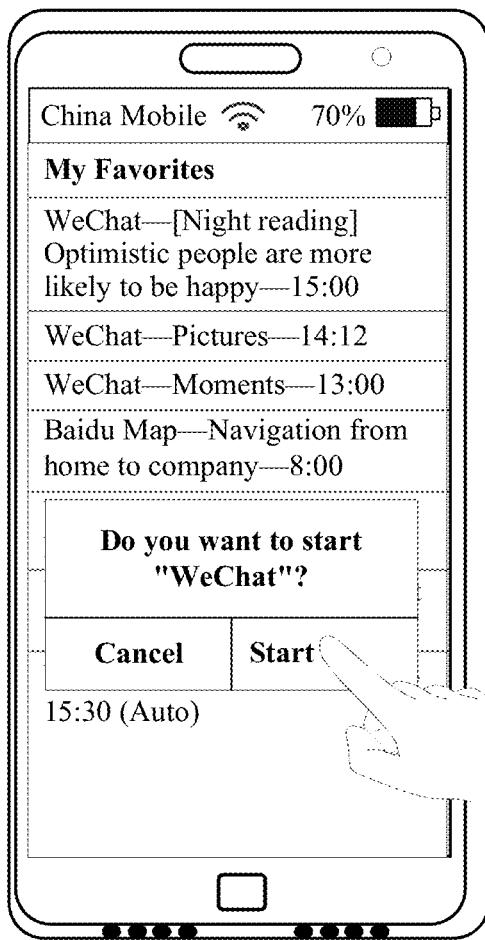 China Mobile 70%
My Favorites
WeChat—[Night reading]
Optimistic people are more
likely to be happy—15:00
WeChat—Pictures—14:12
WeChat—Moments—13:00
Baidu Map—Navigation from
home to company—8:00
Do you want to start
"WeChat"?
Cancel Start
15:30 (Auto)